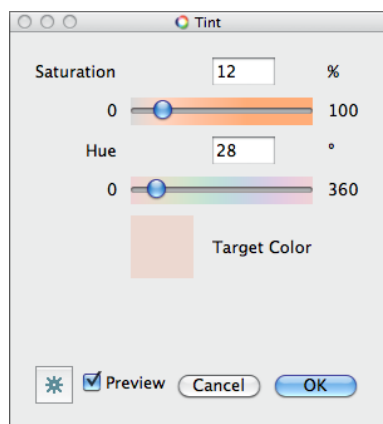 Tint
Saturation 12 %
0 100
Hue 28 °
0 360
Target Color
Preview Cancel OK